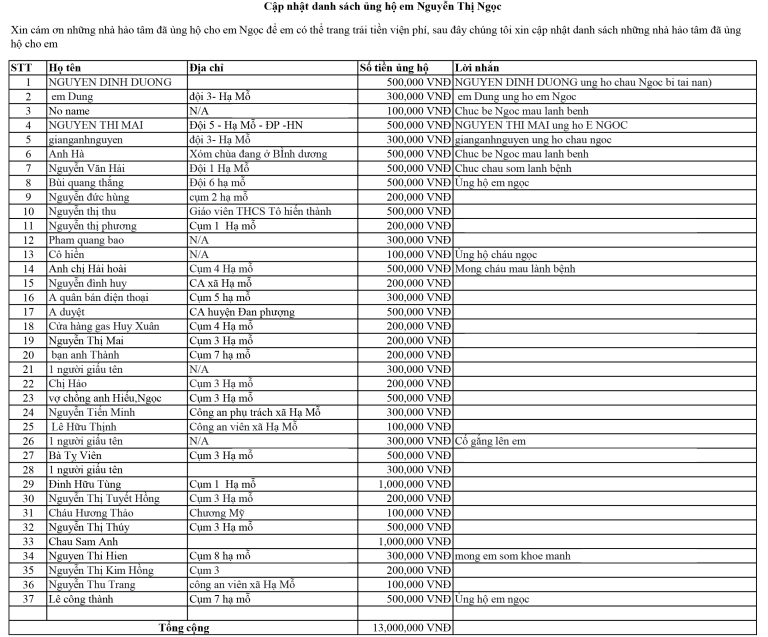 Cập nhật danh sách ủng hộ em Nguyễn Thị Ngọc
Xin cám ơn những nhà hảo tâm đã ủng hộ cho em Ngọc để em có thể trang trải tiền viện phí, sau đây chúng tôi xin cập nhật danh sách những nhà hảo tâm đã ủng
hộ cho em
STT Họ tên Địa chỉ Số tiền ủng hộ Lời nhắn
1 NGUYEN DINH DUONG 500,000 VNĐ NGUYEN DINH DUONG ung ho chau Ngoc bi tai nan)
2 em Dung đội 3- Hạ Mỗ 300,000 VNĐ em Dung ung ho em Ngoc
3 No name N/A 100,000 VNĐ Chuc be Ngoc mau lanh benh
4 NGUYEN THI MAI Đội 5 - Hạ Mỗ - ĐP -HN 500,000 VNĐ NGUYEN THI MAI ung ho E NGOC
5 gianganhnguyen đội 3- Hạ Mỗ 300,000 VNĐ gianganhnguyen ung ho chau ngoc
6 Anh Hà Xóm chùa đang ở BÌnh dương 500,000 VNĐ Chuc be Ngoc mau lanh benh
7 Nguyễn Văn Hải Đội 1 Hạ Mỗ 500,000 VNĐ Chuc chau som lanh bệnh
8 Bùi quang thắng Đội 6 hạ mỗ 500,000 VNĐ Ủng hộ em ngọc
9 Nguyễn đức hùng cụm 2 hạ mỗ 200,000 VNĐ
10 Nguyễn thị thu Giáo viên THCS Tô hiến thành 500,000 VNĐ
11 Nguyễn thị phương Cụm 1 Hạ mỗ 200,000 VNĐ
12 Pham quang bao N/A 300,000 VNĐ
13 Cô hiền N/A 100,000 VNĐ Ủng hộ cháu ngọc
14 Anh chị Hải hoài Cụm 4 Hạ mỗ 500,000 VNĐ Mong cháu mau lành bệnh
15 Nguyễn đình huy CA xã Hạ mỗ 200,000 VNĐ
16 A quân bán điện thoại Cụm 5 hạ mỗ 300,000 VNĐ
17 A duyệt CA huyện Đan phượng 500,000 VNĐ
18 Cửa hàng gas Huy Xuân Cụm 4 Hạ mỗ 200,000 VNĐ
19 Nguyễn Thị Mai Cụm 3 Hạ mỗ 200,000 VNĐ
20 bạn anh Thành Cụm 7 hạ mỗ 200,000 VNĐ
21 1 người giấu tên N/A 300,000 VNĐ
22 Chị Hảo Cụm 3 Hạ mỗ 200,000 VNĐ
23 vợ chồng anh Hiếu,Ngọc Cụm 3 Hạ mỗ 500,000 VNĐ
24 Nguyễn Tiến Minh Công an phụ trách xã Hạ Mỗ 300,000 VNĐ
25 Lê Hữu Thịnh Công an viên xã Hạ Mỗ 100,000 VNĐ
26 1 người giấu tên N/A 300,000 VNĐ Cố gắng lên em
27 Bà Tỵ Viên Cụm 3 Hạ mỗ 500,000 VNĐ
28 1 người giấu tên 300,000 VNĐ
29 Đinh Hữu Tùng Cụm 1 Hạ mỗ 1,000,000 VNĐ
30 Nguyễn Thị Tuyết Hồng Cụm 3 Hạ mỗ 200,000 VNĐ
31 Cháu Hương Thảo Chương Mỹ 100,000 VNĐ
32 Nguyễn Thị Thúy Cụm 3 Hạ mỗ 500,000 VNĐ
33 Chau Sam Anh 1,000,000 VNĐ
34 Nguyen Thi Hien Cụm 8 hạ mỗ 300,000 VNĐ mong em som khoe manh
35 Nguyễn Thị Kim Hồng Cụm 3 200,000 VNĐ
36 Nguyễn Thu Trang công an viên xã Hạ Mỗ 100,000 VNĐ
37 Lê công thành Cụm 7 hạ mỗ 500,000 VNĐ Ủng hộ em ngọc
Tổng cộng 13,000,000 VNĐ